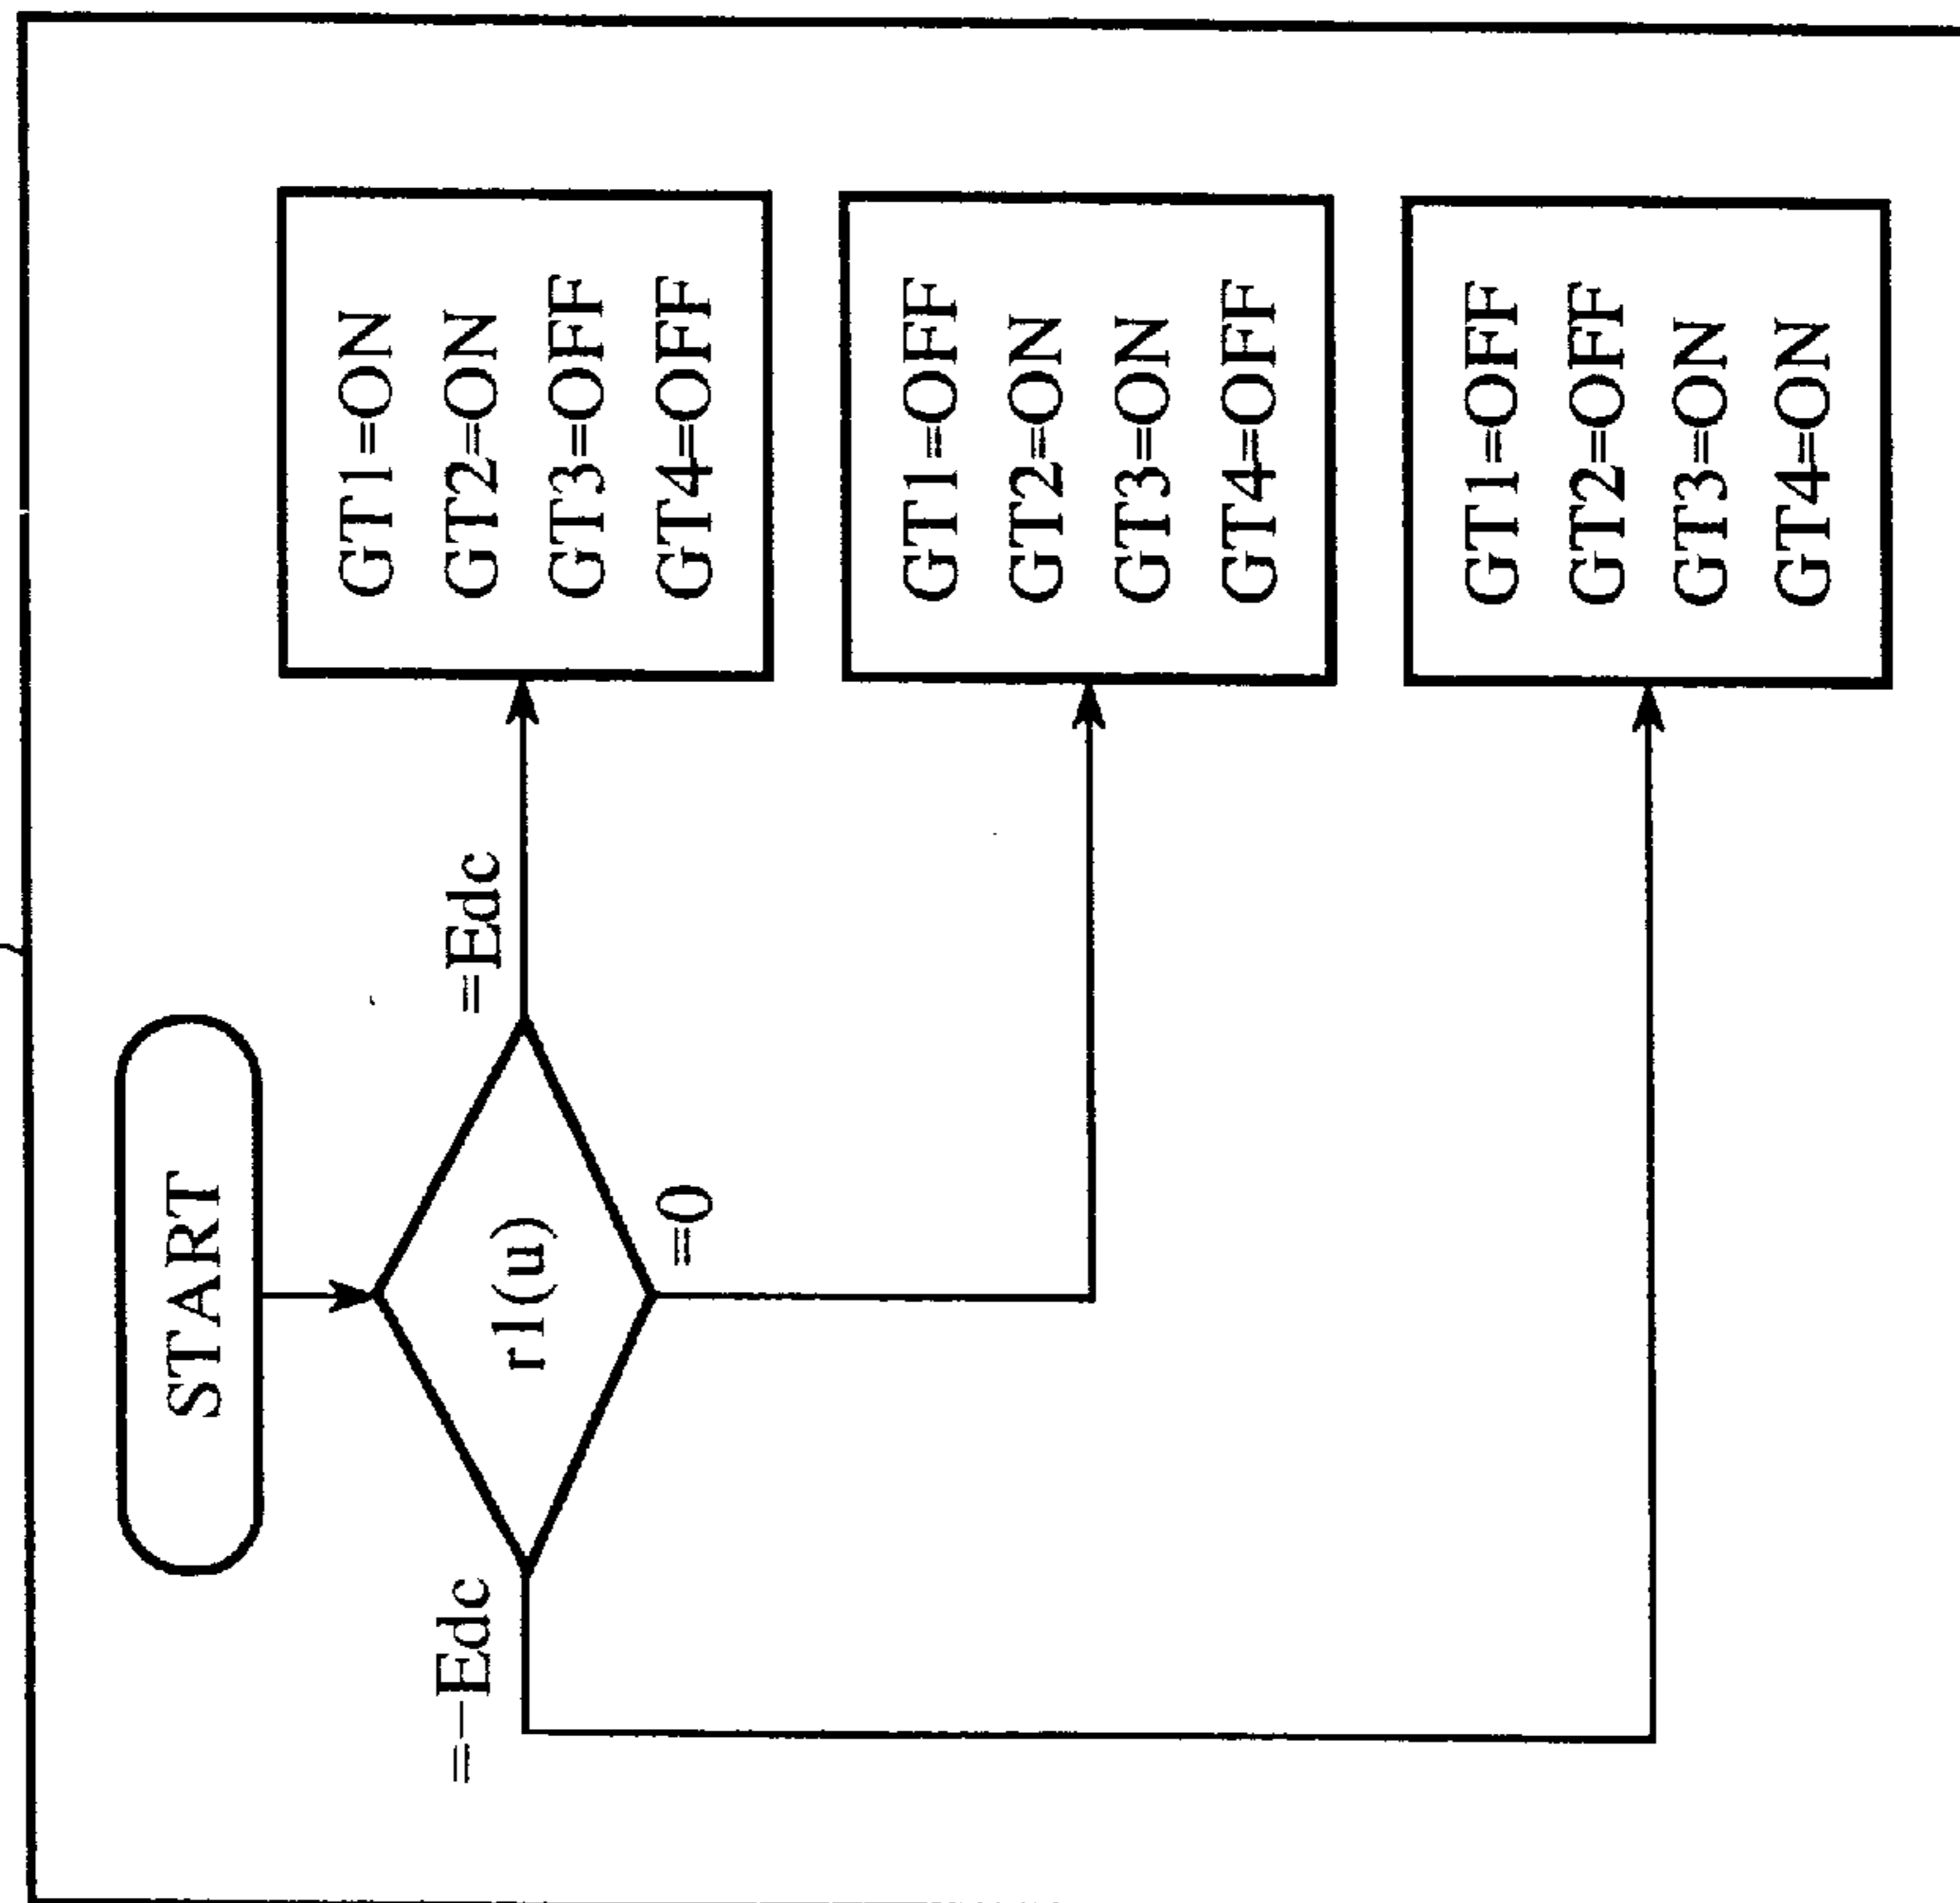 START
r1(u)
=-Edc
=Edc
=0
GT1=ON
GT2=ON
GT3=OFF
GT4=OFF
GT1=OFF
GT2=ON
GT3=ON
GT4=OFF
GT1=OFF
GT2=OFF
GT3=ON
GT4=ON